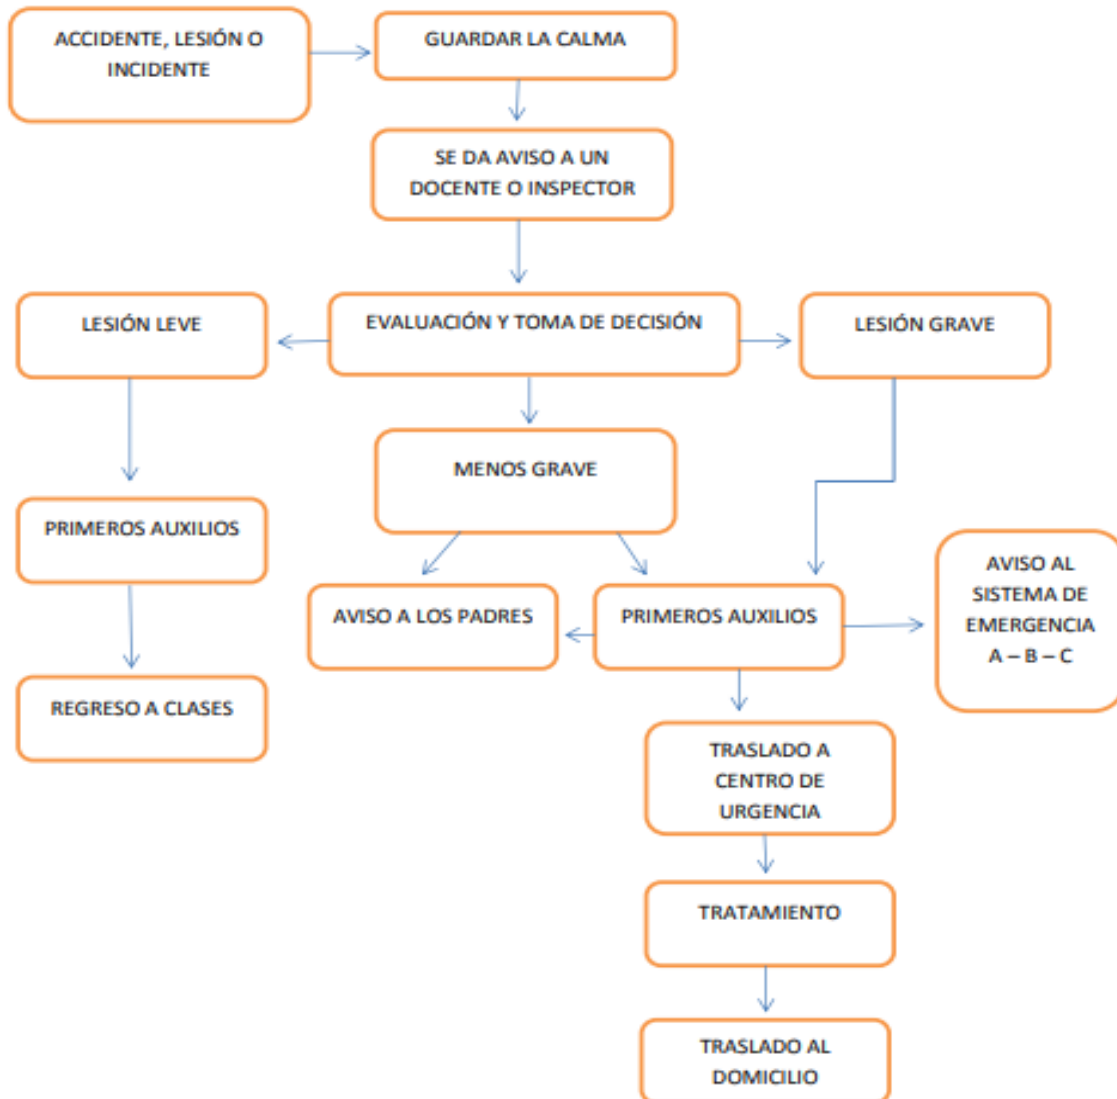 ACCIDENTE, LESIÓN O
INCIDENTE
GUARDAR LA CALMA
SE DA AVISO A UN
DOCENTE O INSPECTOR
LESIÓN LEVE
EVALUACIÓN Y TOMA DE DECISIÓN
LESIÓN GRAVE
MENOS GRAVE
PRIMEROS AUXILIOS
AVISO A LOS PADRES
PRIMEROS AUXILIOS
AVISO AL
SISTEMA DE
EMERGENCIA
A – B – C
REGRESO A CLASES
TRASLADO A
CENTRO DE
URGENCIA
TRATAMIENTO
TRASLADO AL
DOMICILIO